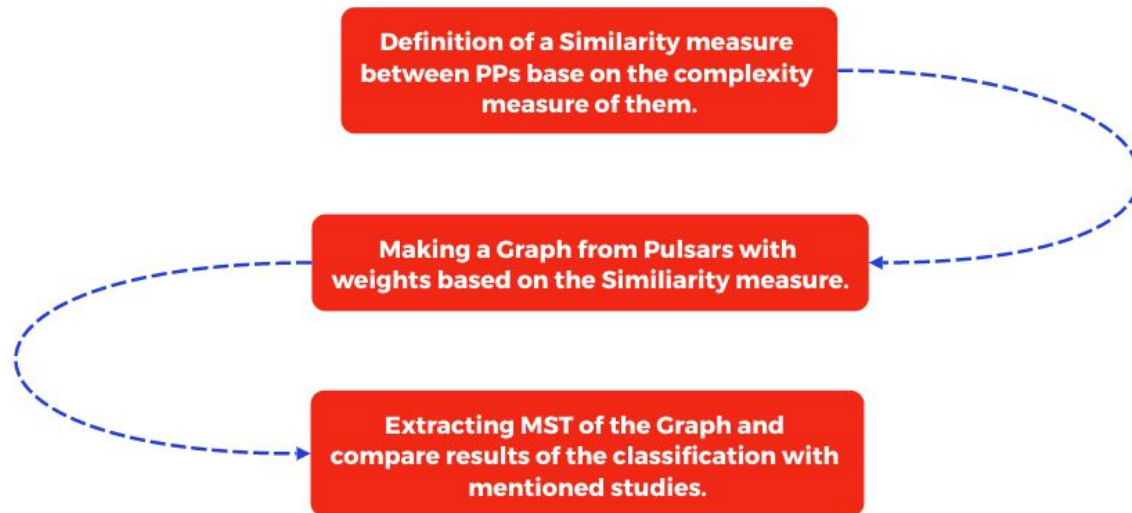 Definition of a Similarity measure
between PPs base on the complexity
measure of them.
Making a Graph from Pulsars with
weights based on the Similiarity measure.
Extracting MST of the Graph and
compare results of the classification with
mentioned studies.